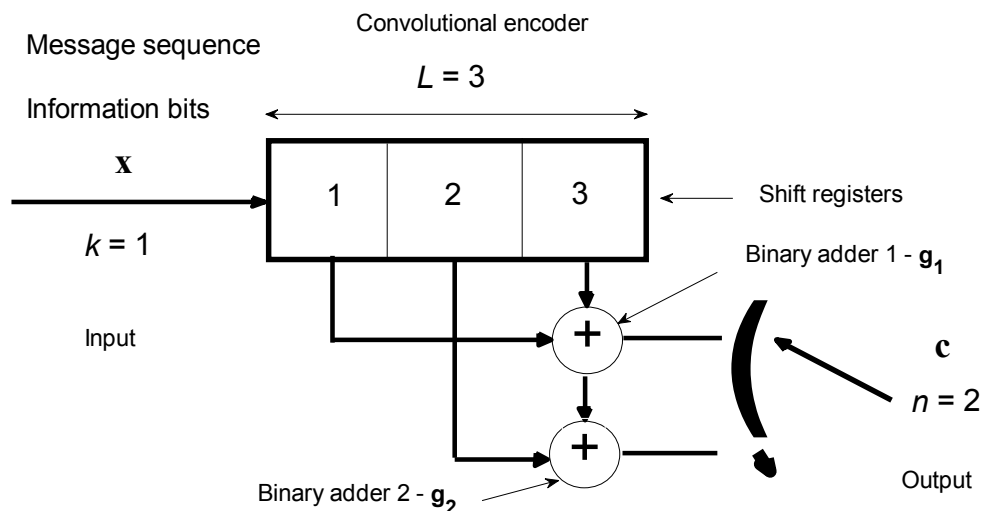 Convolutional encoder
Message sequence
L = 3
Information bits
x
1 2 3
Shift registers
k = 1
Binary adder 1 - g1
Input
+
c
n = 2
+
Output
Binary adder 2 - g2